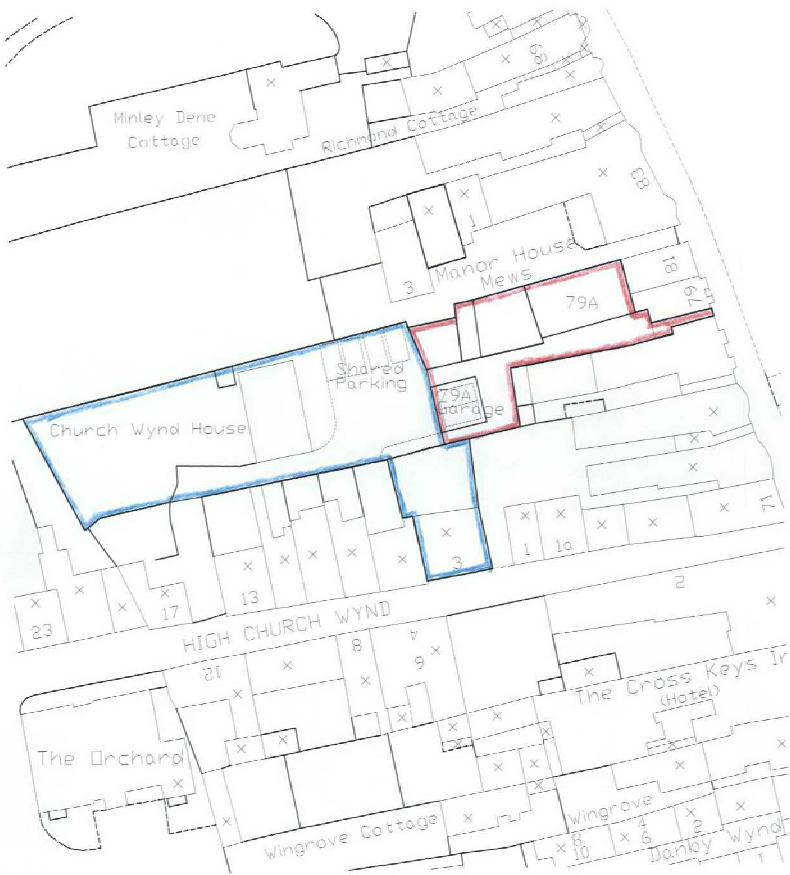 89
Minley Dene
Cottage
Richmond Cottage
83
1
3
Manor House
Mews
81
79
79A
Shared
Parking
79A
Garage
Church Wynd House
71
3
1
1a
23
17
13
HIGH CHURCH WYND
2
12
8
4
6
The Cross Keys In
(Hotel)
The Orchard
Wingrove Cottage
Wingrove
8
10
4
6
2
Danby Wynd